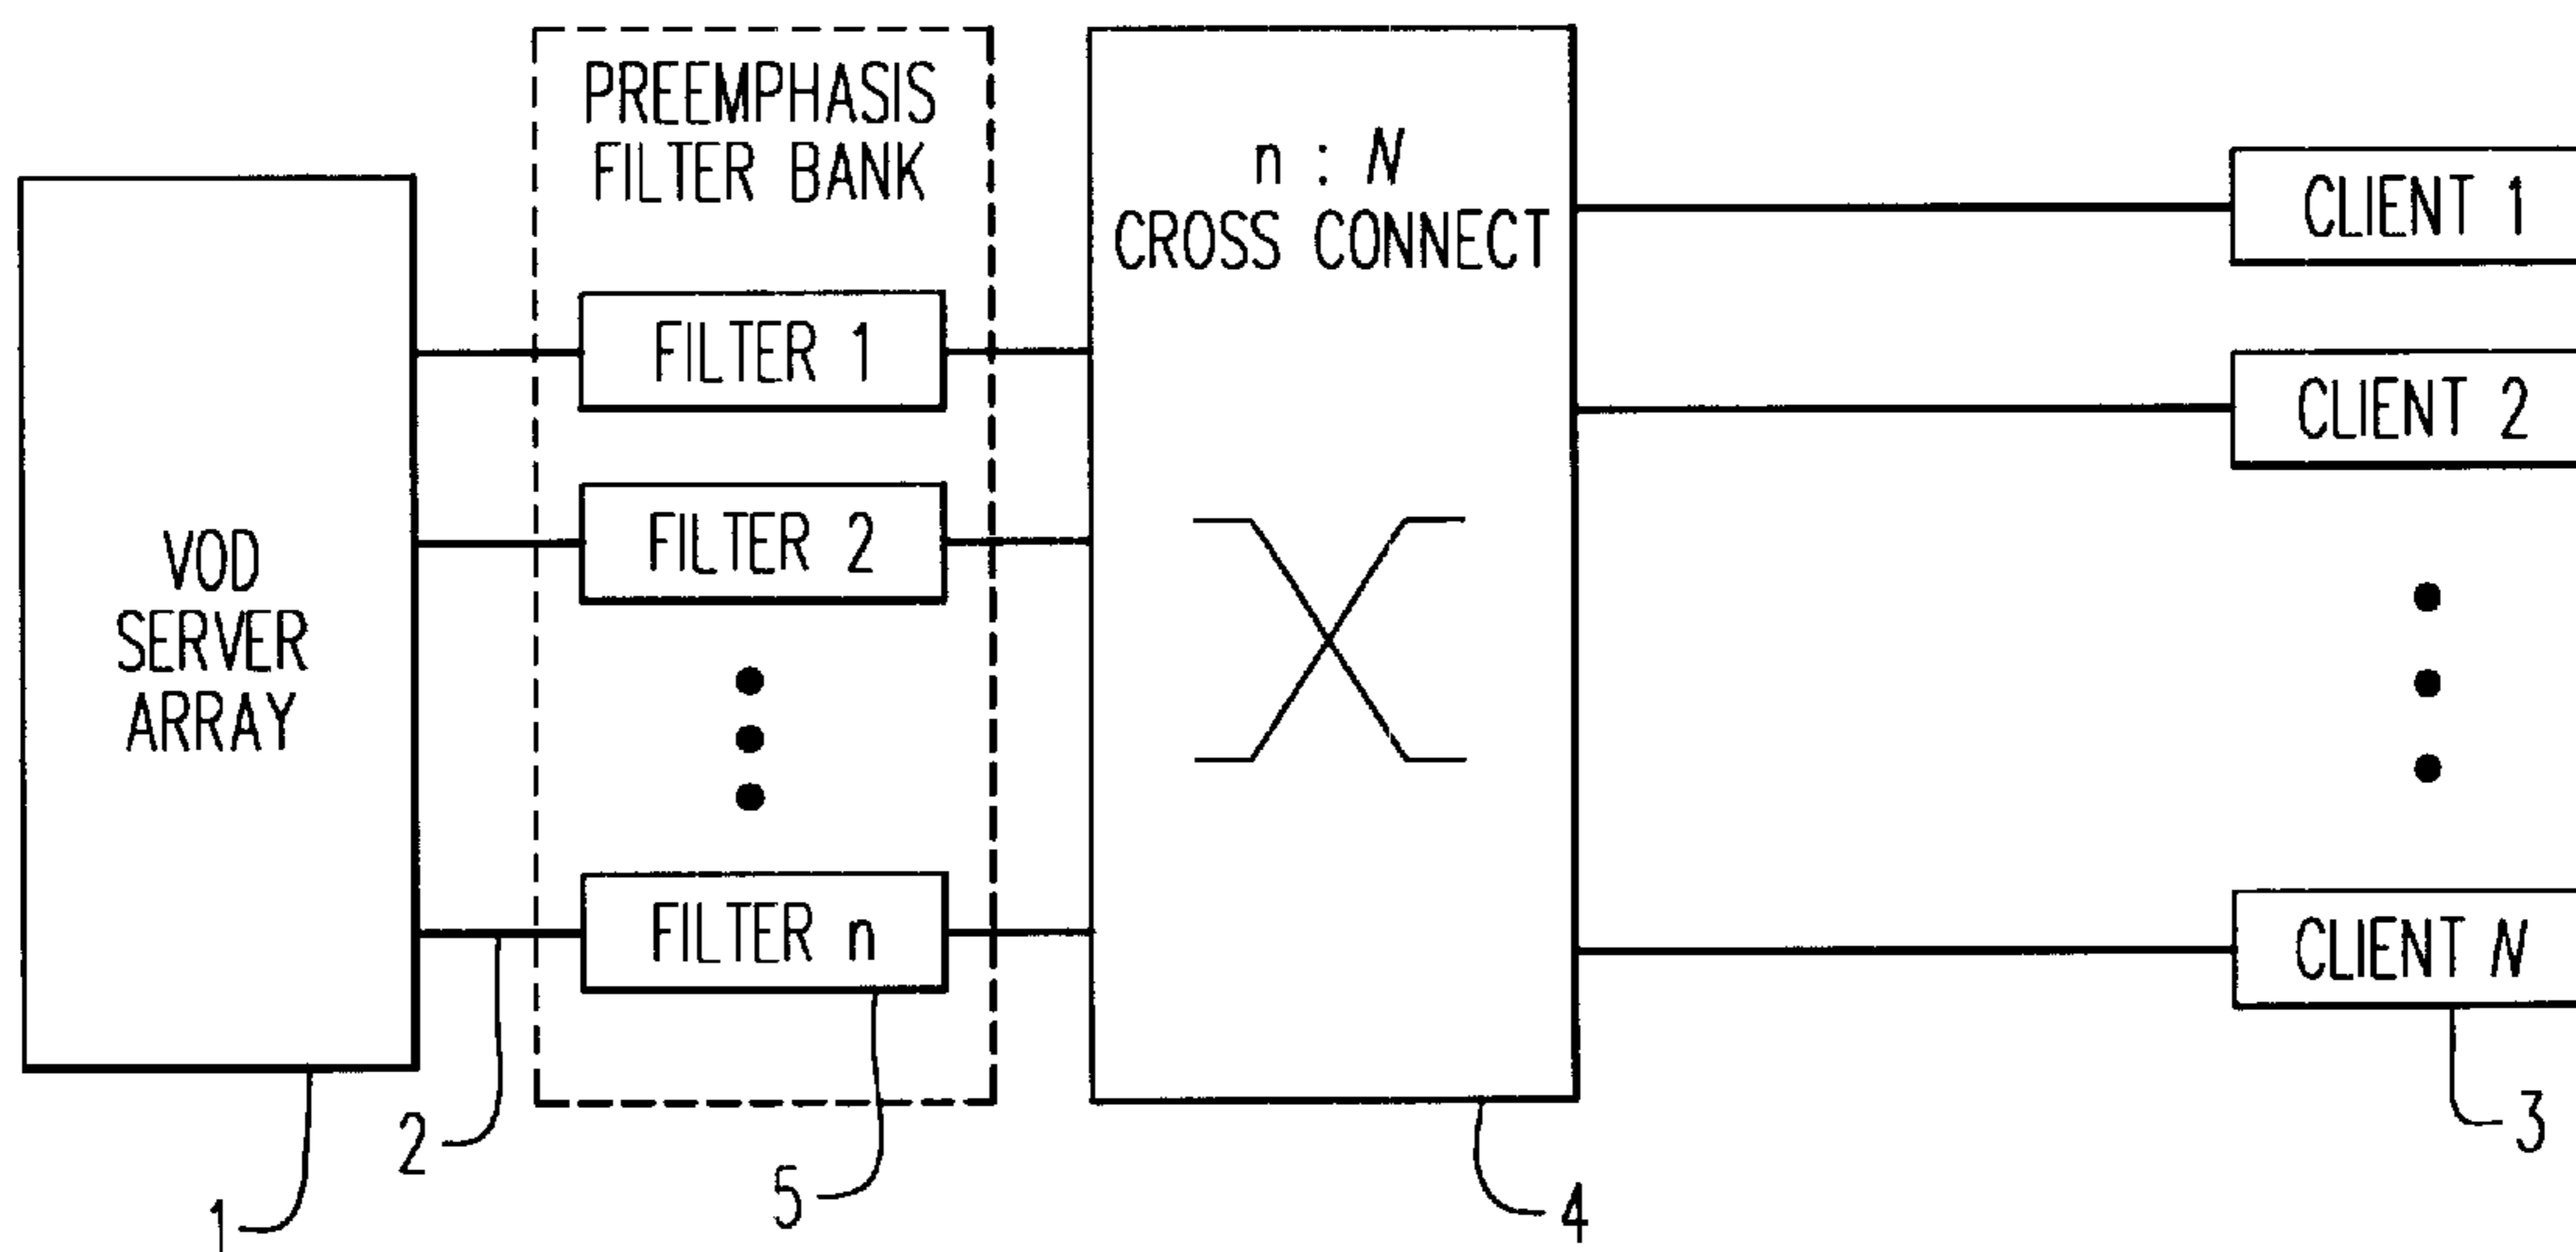 PREEMPHASIS
FILTER BANK
n : N
CROSS CONNECT
CLIENT 1
FILTER 1
CLIENT 2
FILTER 2
VOD
SERVER
ARRAY
FILTER n
CLIENT N
2
3
5
4
1